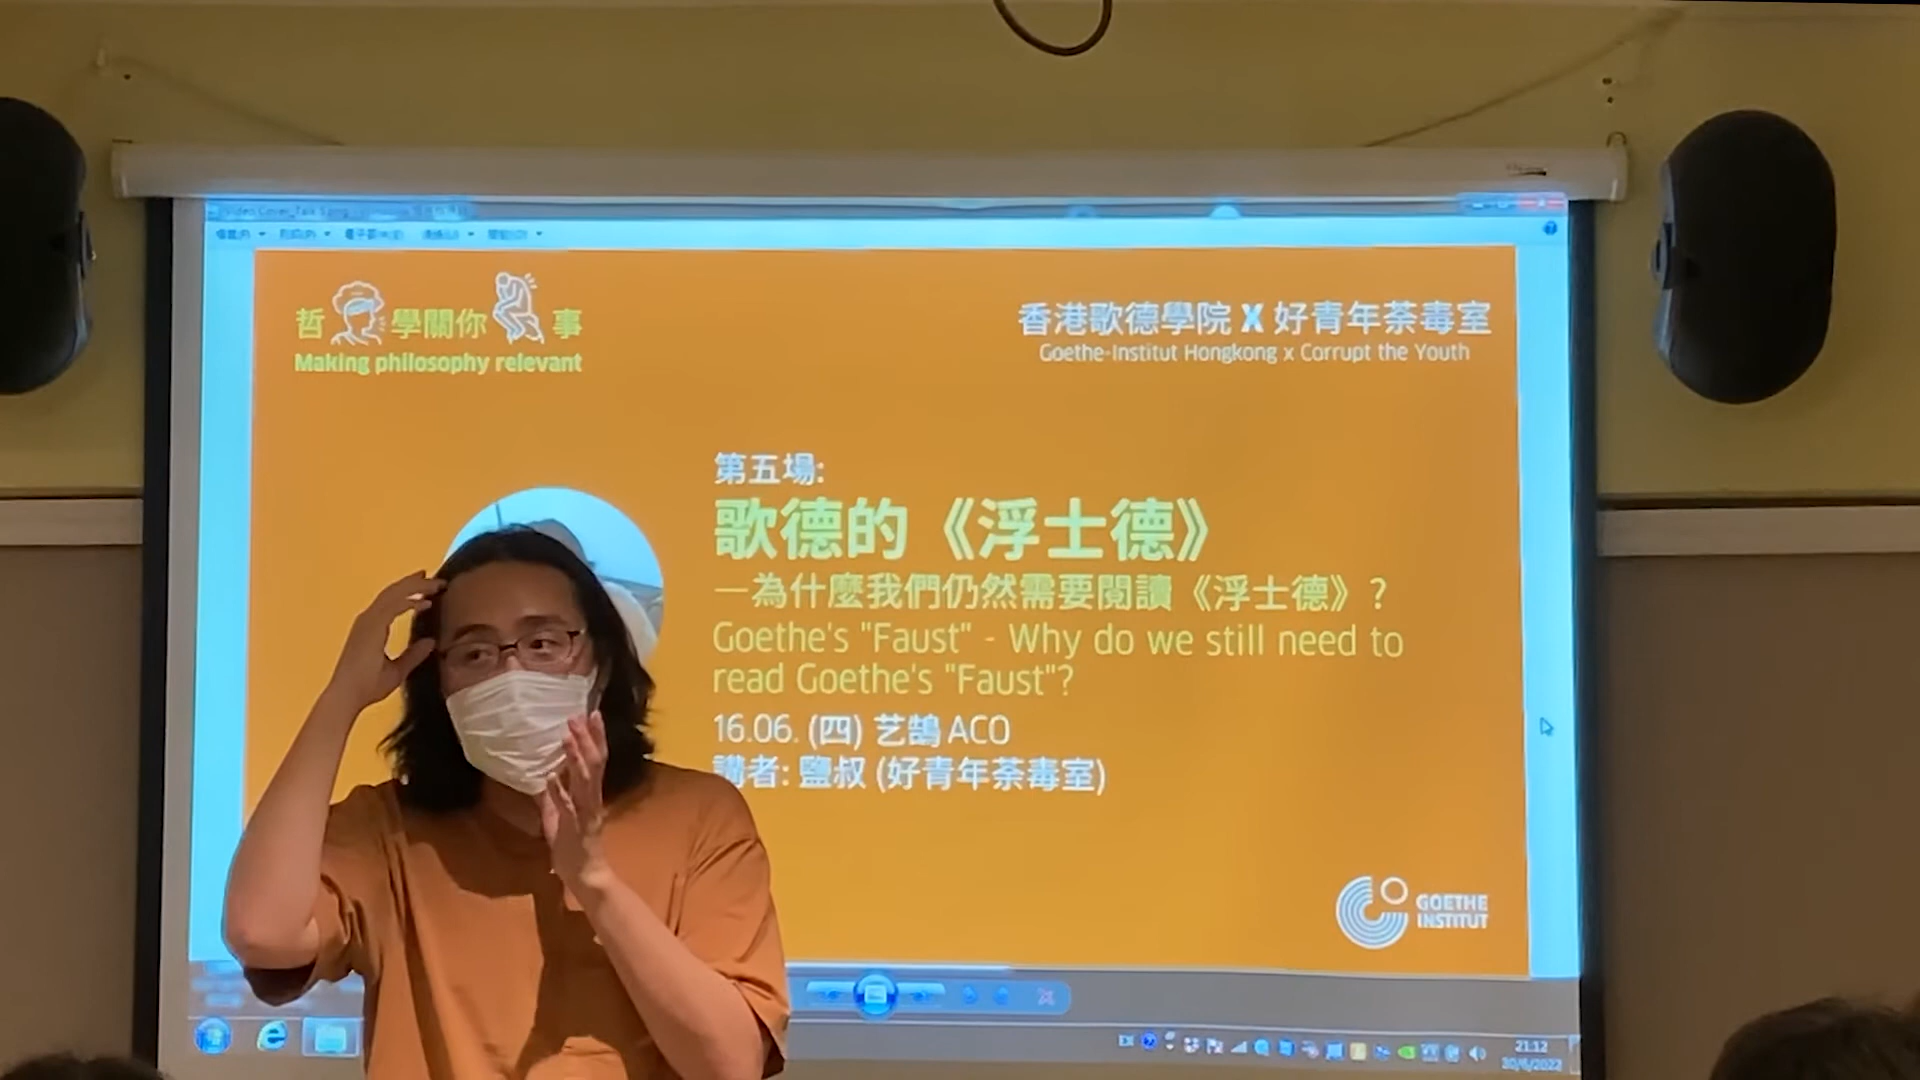 哲學關你事
Making philosophy relevant
香港歌德學院 X 好青年荼毒室
Goethe-Institut Hongkong x Corrupt the Youth
第五場:
歌德的《浮士德》
—為什麼我們仍然需要閱讀《浮士德》?
Goethe's "Faust" - Why do we still need to
read Goethe's "Faust"?
16.06. (四) 艺鵠 ACO
講者: 鹽叔 (好青年荼毒室)
GOETHE
INSTITUT
21:12
30/6/2022